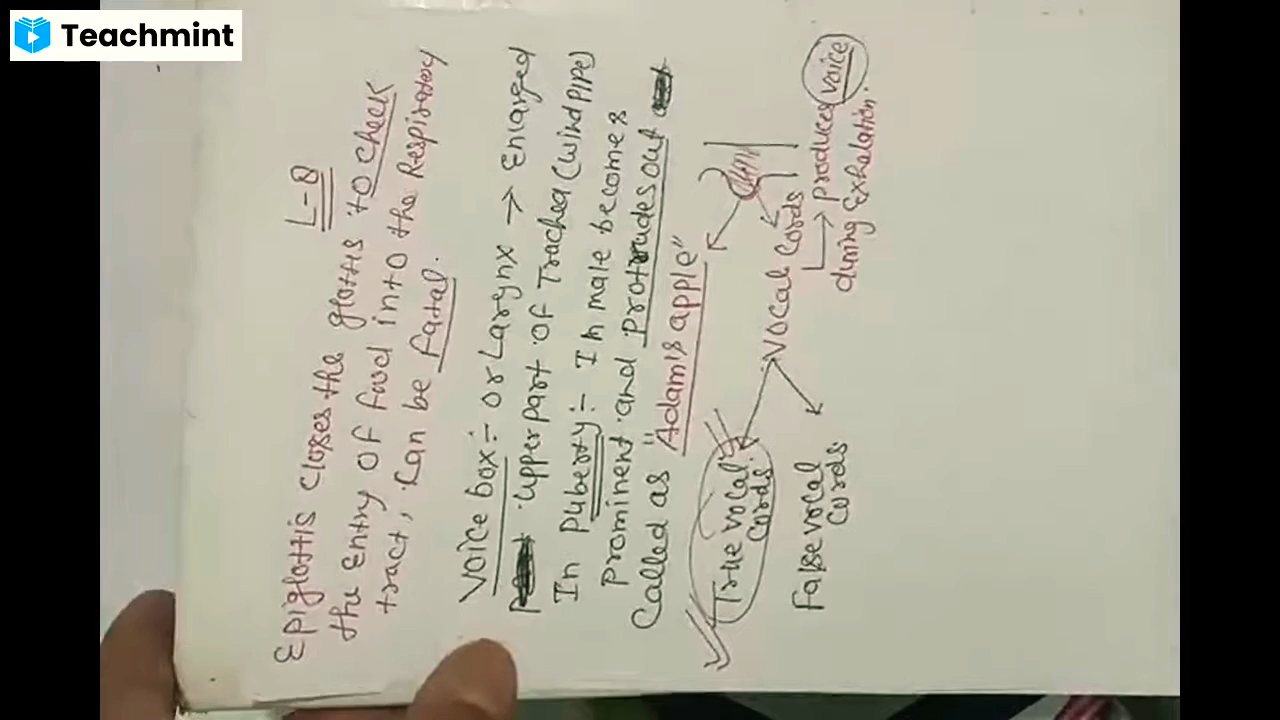 Teachmint
L-8
Epiglottis closes the glottis to check
the Entry of food into the Respiratory
tract, can be fatal.
Voice box:- or Larynx → Enlarged
upper part of Trachea (wind pipe)
In Puberty:- In male becomes
Prominent and Protrudes out
Called as "Adam's apple"
Vocal Cords
→ produces voice
during Exhalation.
True vocal
cords
False vocal
cords